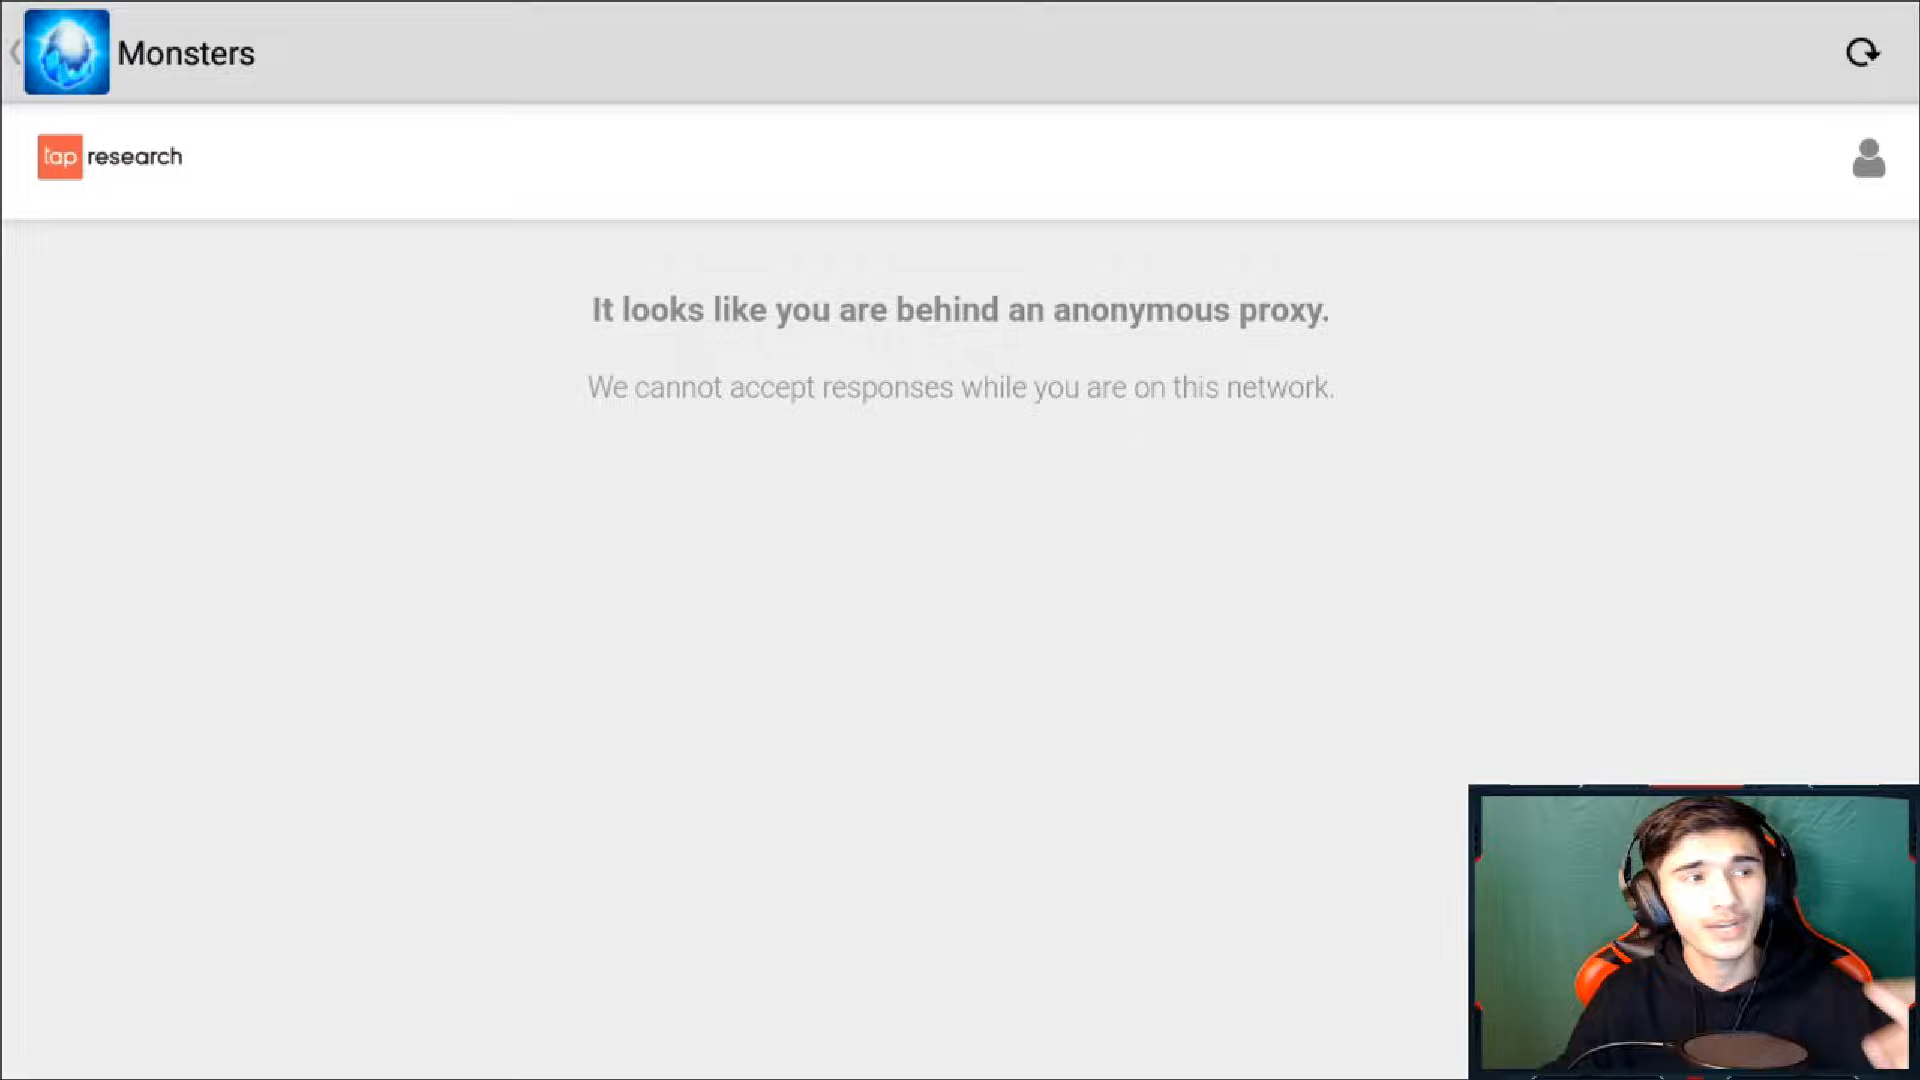 Monsters
tap research
It looks like you are behind an anonymous proxy.
We cannot accept responses while you are on this network.